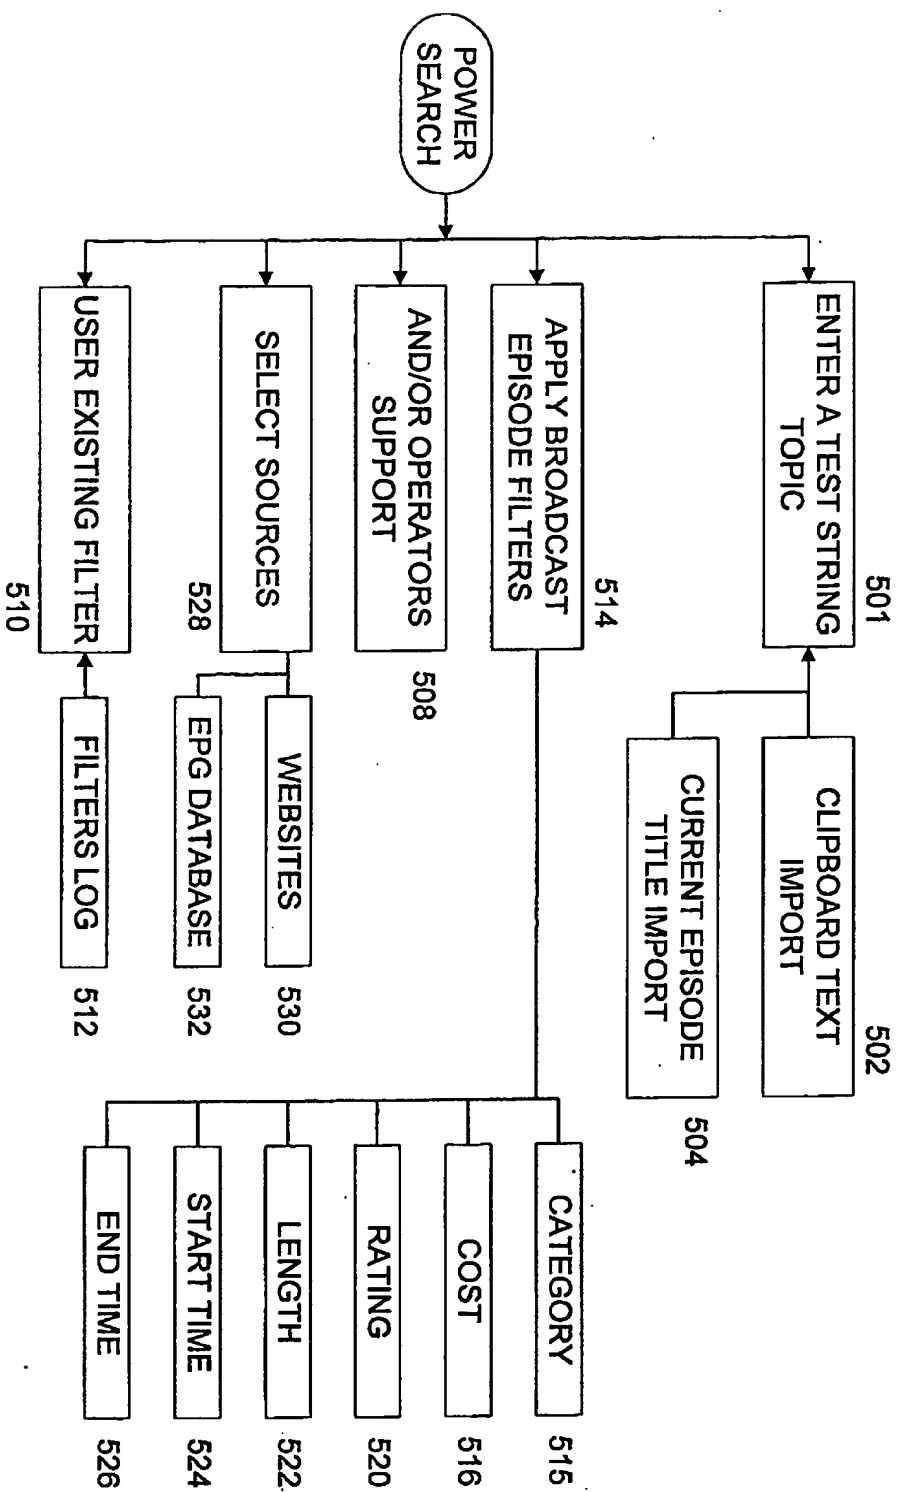 POWER
SEARCH
501
ENTER A TEST STRING
TOPIC
502
CLIPBOARD TEXT
IMPORT
CURRENT EPISODE
TITLE IMPORT
504
514
APPLY BROADCAST
EPISODE FILTERS
CATEGORY
515
COST
516
RATING
520
LENGTH
522
START TIME
524
END TIME
526
AND/OR OPERATORS
SUPPORT
508
SELECT SOURCES
528
WEBSITES
530
EPG DATABASE
532
USER EXISTING FILTER
510
FILTERS LOG
512